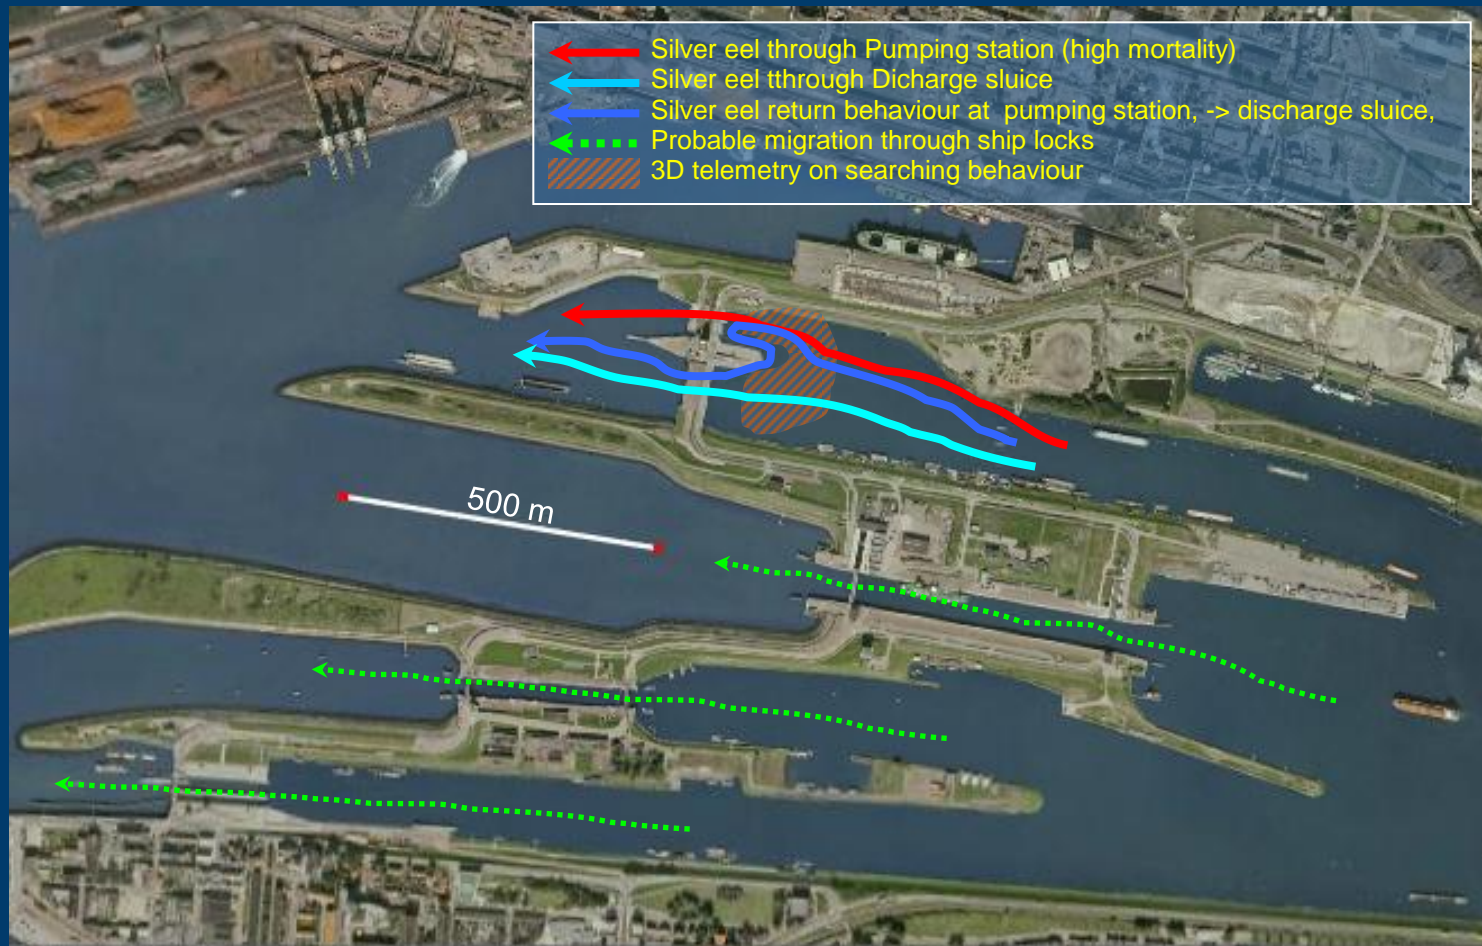 Silver eel through Pumping station (high mortality)
Silver eel tthrough Dicharge sluice
Silver eel return behaviour at  pumping station, -> discharge sluice,
Probable migration through ship locks
3D telemetry on searching behaviour
500 m